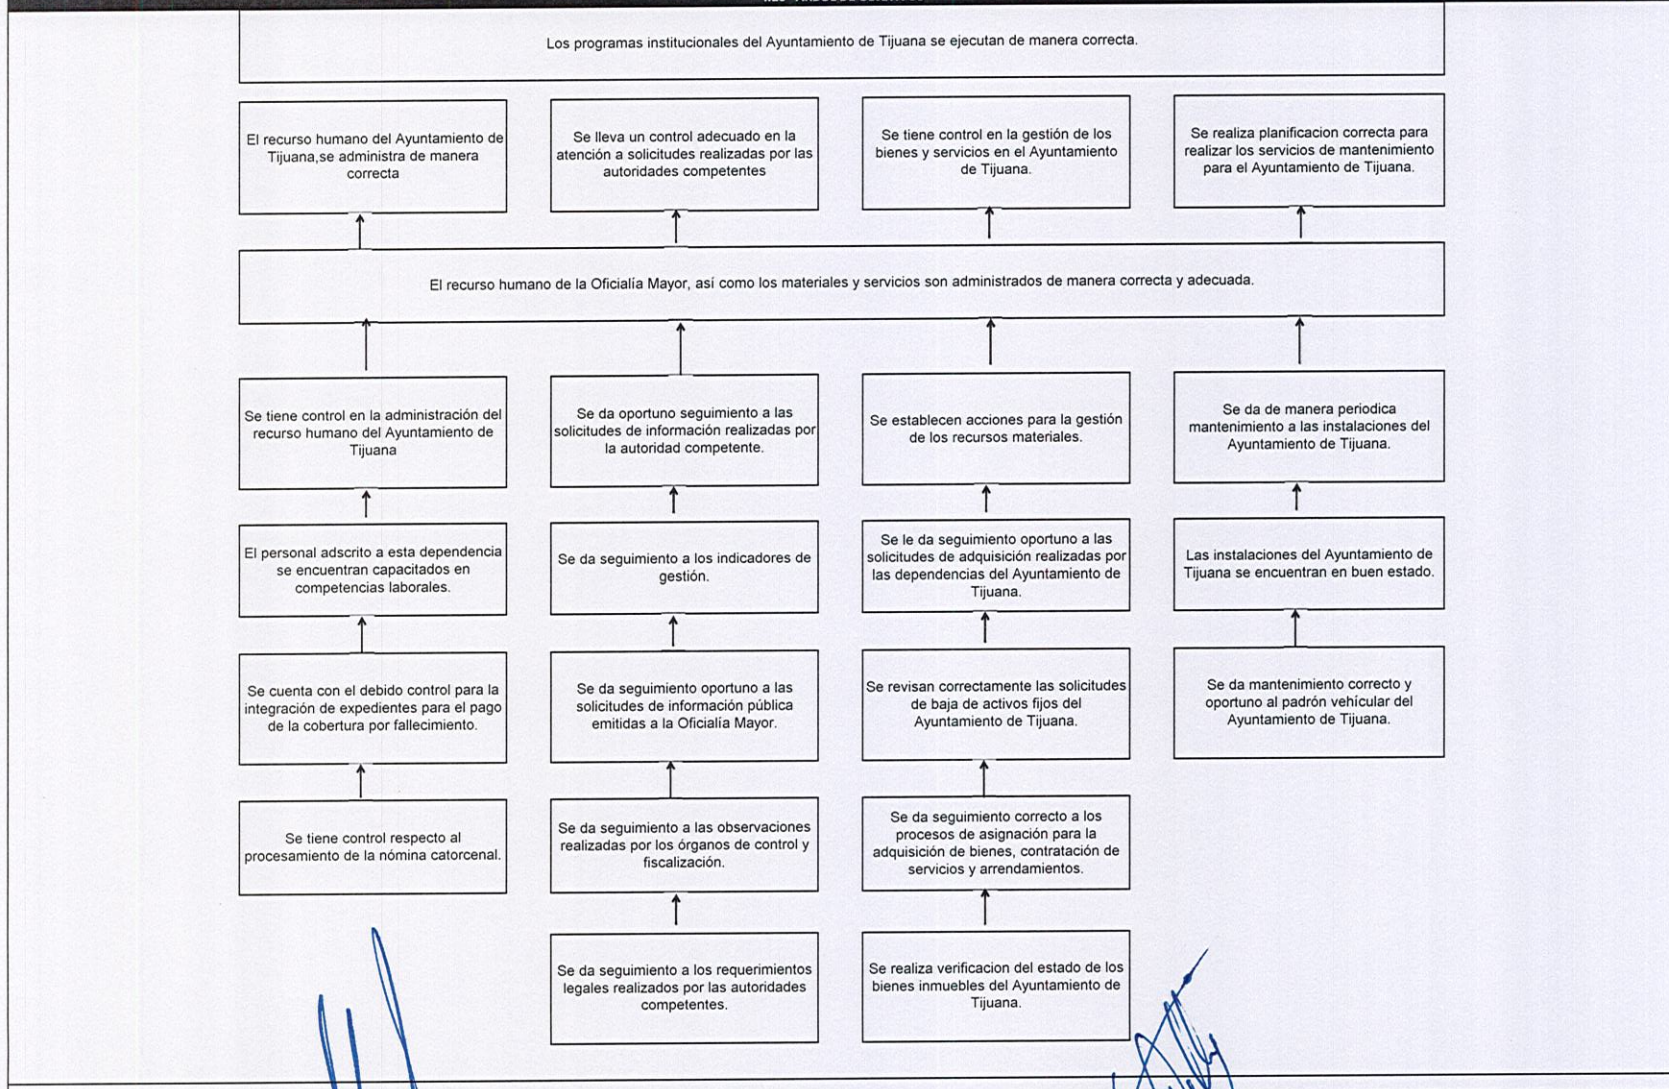 Los programas institucionales del Ayuntamiento de Tijuana se ejecutan de manera correcta.
El recurso humano del Ayuntamiento de
Tijuana,se administra de manera
correcta
Se lleva un control adecuado en la
atención a solicitudes realizadas por las
autoridades competentes
Se tiene control en la gestión de los
bienes y servicios en el Ayuntamiento
de Tijuana.
Se realiza planificacion correcta para
realizar los servicios de mantenimiento
para el Ayuntamiento de Tijuana.
El recurso humano de la Oficialía Mayor, así como los materiales y servicios son administrados de manera correcta y adecuada.
Se tiene control en la administración del
recurso humano del Ayuntamiento de
Tijuana
Se da oportuno seguimiento a las
solicitudes de información realizadas por
la autoridad competente.
Se establecen acciones para la gestión
de los recursos materiales.
Se da de manera periodica
mantenimiento a las instalaciones del
Ayuntamiento de Tijuana.
El personal adscrito a esta dependencia
se encuentran capacitados en
competencias laborales.
Se da seguimiento a los indicadores de
gestión.
Se le da seguimiento oportuno a las
solicitudes de adquisición realizadas por
las dependencias del Ayuntamiento de
Tijuana.
Las instalaciones del Ayuntamiento de
Tijuana se encuentran en buen estado.
Se cuenta con el debido control para la
integración de expedientes para el pago
de la cobertura por fallecimiento.
Se da seguimiento oportuno a las
solicitudes de información pública
emitidas a la Oficialía Mayor.
Se revisan correctamente las solicitudes
de baja de activos fijos del
Ayuntamiento de Tijuana.
Se da mantenimiento correcto y
oportuno al padrón vehícular del
Ayuntamiento de Tijuana.
Se tiene control respecto al
procesamiento de la nómina catorcenal.
Se da seguimiento a las observaciones
realizadas por los órganos de control y
fiscalización.
Se da seguimiento correcto a los
procesos de asignación para la
adquisición de bienes, contratación de
servicios y arrendamientos.
Se da seguimiento a los requerimientos
legales realizados por las autoridades
competentes.
Se realiza verificacion del estado de los
bienes inmuebles del Ayuntamiento de
Tijuana.